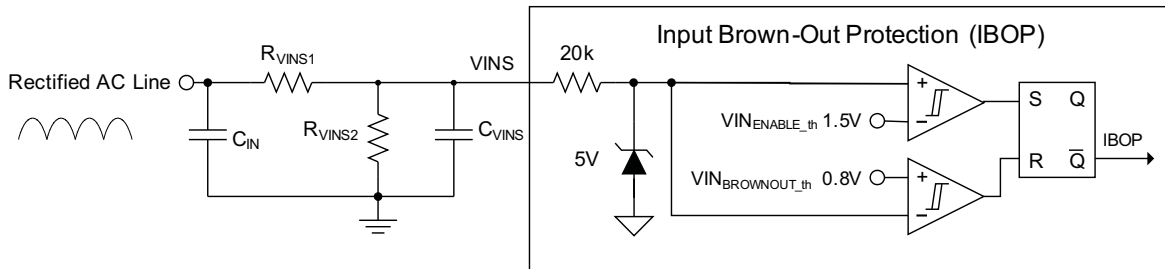 Input Brown-Out Protection (IBOP)
Rectified AC Line
R_VINS1
VINS
20k
C_IN
R_VINS2
C_VINS
5V
VIN_ENABLE_th 1.5V
VIN_BROWNOUT_th 0.8V
+
−
+
−
S Q
R Q̅
IBOP